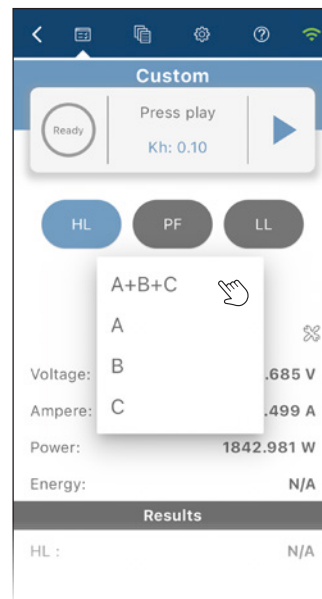 Custom
Ready
Press play
Kh: 0.10
HL PF LL
A+B+C
A
B
C
Voltage: .685 V
Ampere: .499 A
Power: 1842.981 W
Energy: N/A
Results
HL : N/A